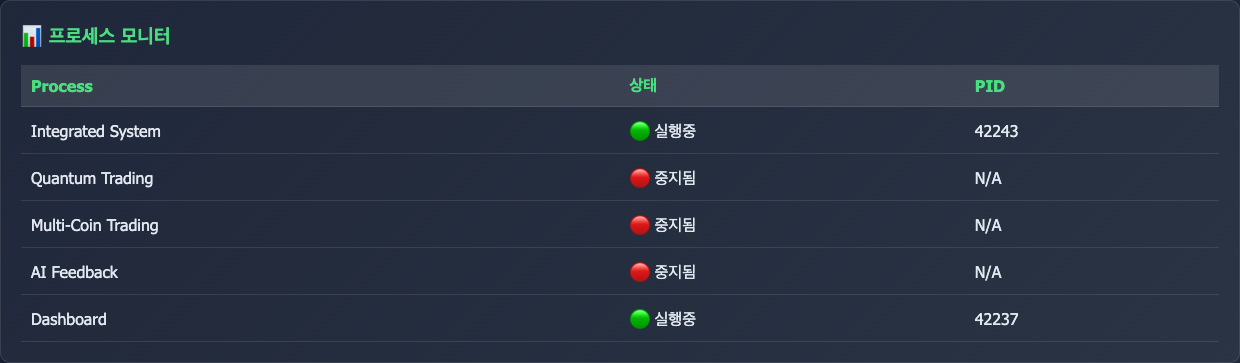 프로세스 모니터
Process 상태 PID
Integrated System 실행중 42243
Quantum Trading 중지됨 N/A
Multi-Coin Trading 중지됨 N/A
AI Feedback 중지됨 N/A
Dashboard 실행중 42237